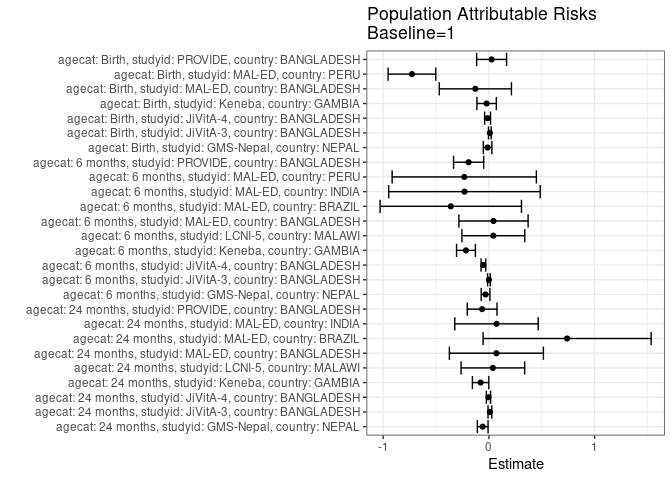 Population Attributable Risks
Baseline=1
agecat: Birth, studyid: PROVIDE, country: BANGLADESH
agecat: Birth, studyid: MAL-ED, country: PERU
agecat: Birth, studyid: MAL-ED, country: BANGLADESH
agecat: Birth, studyid: Keneba, country: GAMBIA
agecat: Birth, studyid: JiVitA-4, country: BANGLADESH
agecat: Birth, studyid: JiVitA-3, country: BANGLADESH
agecat: Birth, studyid: GMS-Nepal, country: NEPAL
agecat: 6 months, studyid: PROVIDE, country: BANGLADESH
agecat: 6 months, studyid: MAL-ED, country: PERU
agecat: 6 months, studyid: MAL-ED, country: INDIA
agecat: 6 months, studyid: MAL-ED, country: BRAZIL
agecat: 6 months, studyid: MAL-ED, country: BANGLADESH
agecat: 6 months, studyid: LCNI-5, country: MALAWI
agecat: 6 months, studyid: Keneba, country: GAMBIA
agecat: 6 months, studyid: JiVitA-4, country: BANGLADESH
agecat: 6 months, studyid: JiVitA-3, country: BANGLADESH
agecat: 6 months, studyid: GMS-Nepal, country: NEPAL
agecat: 24 months, studyid: PROVIDE, country: BANGLADESH
agecat: 24 months, studyid: MAL-ED, country: INDIA
agecat: 24 months, studyid: MAL-ED, country: BRAZIL
agecat: 24 months, studyid: MAL-ED, country: BANGLADESH
agecat: 24 months, studyid: LCNI-5, country: MALAWI
agecat: 24 months, studyid: Keneba, country: GAMBIA
agecat: 24 months, studyid: JiVitA-4, country: BANGLADESH
agecat: 24 months, studyid: JiVitA-3, country: BANGLADESH
agecat: 24 months, studyid: GMS-Nepal, country: NEPAL
-1 0 1
Estimate